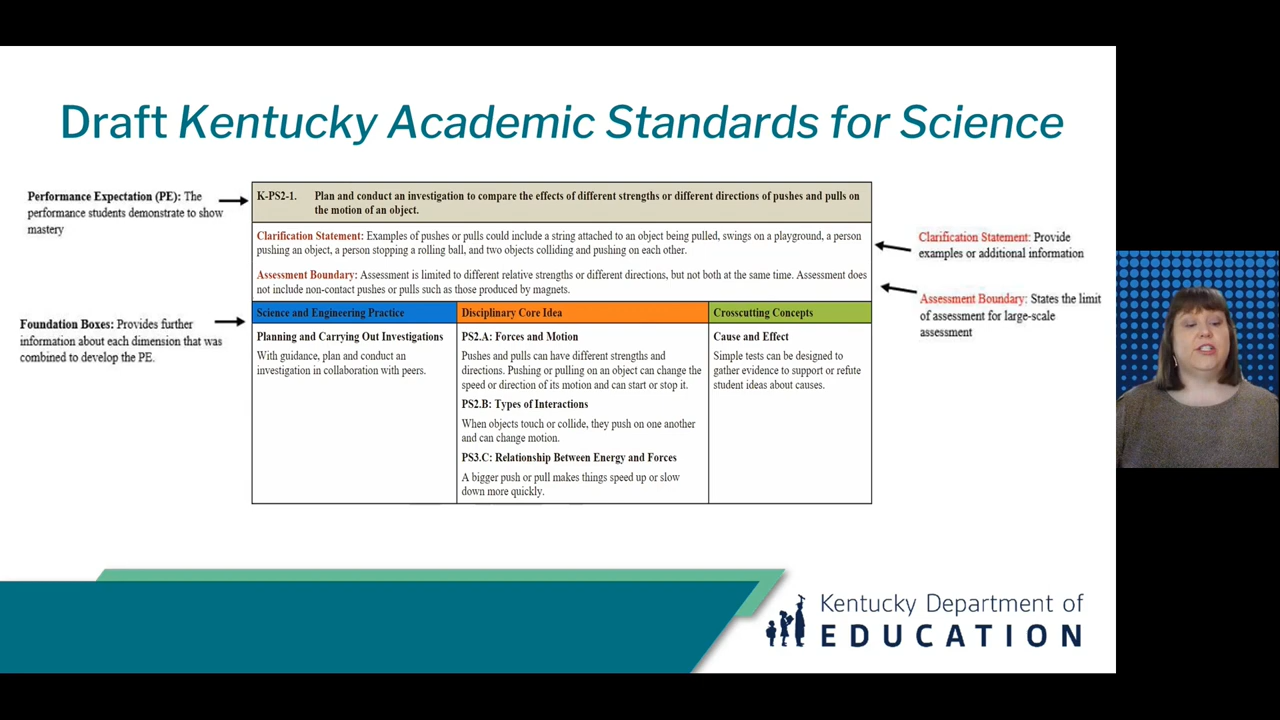 Draft Kentucky Academic Standards for Science
Performance Expectation (PE): The
performance students demonstrate to show
mastery
K-PS2-1. Plan and conduct an investigation to compare the effects of different strengths or different directions of pushes and pulls on
the motion of an object.
Clarification Statement: Examples of pushes or pulls could include a string attached to an object being pulled, swings on a playground, a person
pushing an object, a person stopping a rolling ball, and two objects colliding and pushing on each other.
Assessment Boundary: Assessment is limited to different relative strengths or different directions, but not both at the same time. Assessment does
not include non-contact pushes or pulls such as those produced by magnets.
Clarification Statement: Provide
examples or additional information
Assessment Boundary: States the limit
of assessment for large-scale
assessment
Foundation Boxes: Provides further
information about each dimension that was
combined to develop the PE.
Science and Engineering Practice
Planning and Carrying Out Investigations
With guidance, plan and conduct an
investigation in collaboration with peers.
Disciplinary Core Idea
PS2.A: Forces and Motion
Pushes and pulls can have different strengths and
directions. Pushing or pulling on an object can change the
speed or direction of its motion and can start or stop it.
PS2.B: Types of Interactions
When objects touch or collide, they push on one another
and can change motion.
PS3.C: Relationship Between Energy and Forces
A bigger push or pull makes things speed up or slow
down more quickly.
Crosscutting Concepts
Cause and Effect
Simple tests can be designed to
gather evidence to support or refute
student ideas about causes.
Kentucky Department of
EDUCATION